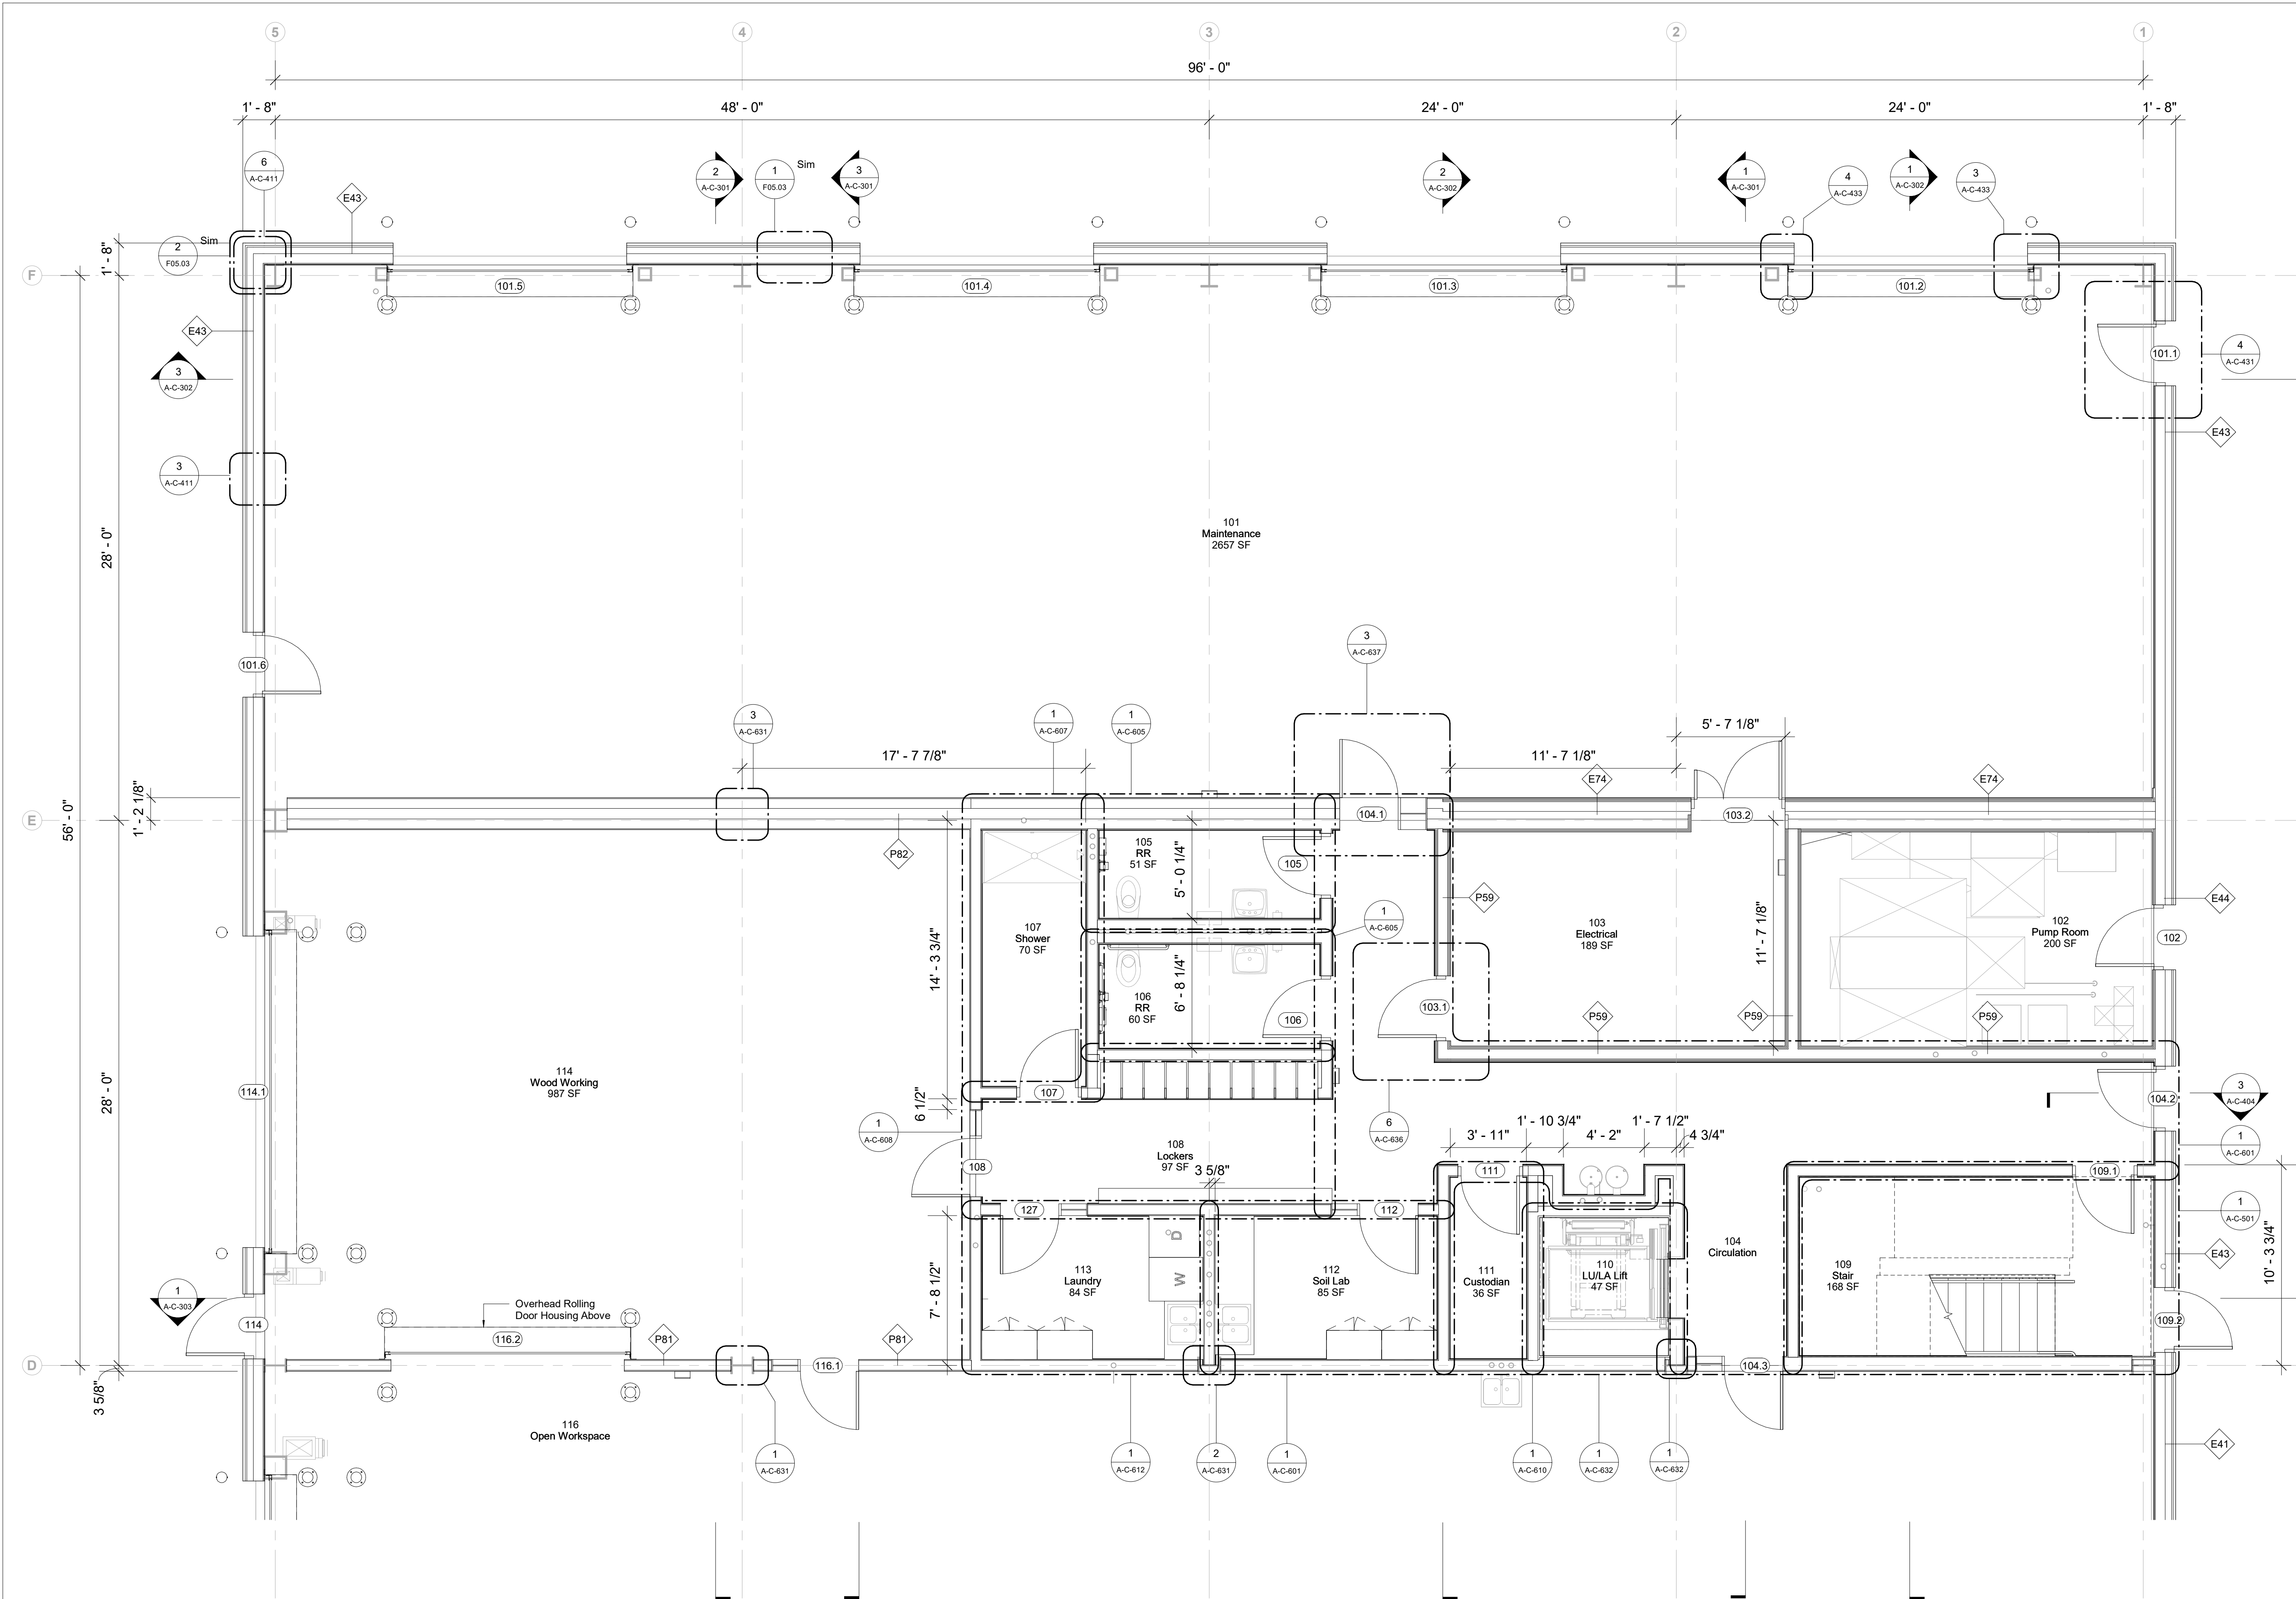 5
4
3
2
1
96' - 0"
1' - 8"
48' - 0"
24' - 0"
24' - 0"
1' - 8"
6
A-C-411
E43
2
A-C-301
1
F05.03
Sim
3
A-C-301
2
A-C-302
1
A-C-301
4
A-C-433
1
A-C-302
3
A-C-433
2
F05.03
Sim
1' - 8"
F
101.5
101.4
101.3
101.2
E43
3
A-C-302
101.1
4
A-C-431
E43
3
A-C-411
28' - 0"
101
Maintenance
2657 SF
101.6
3
A-C-637
3
A-C-631
1
A-C-607
1
A-C-605
17' - 7 7/8"
11' - 7 1/8"
5' - 7 1/8"
E74
E74
56' - 0"
1' - 2 1/8"
E
104.1
103.2
P82
105
RR
51 SF
5' - 0 1/4"
105
P59
1
A-C-605
E44
107
Shower
70 SF
14' - 3 3/4"
103
Electrical
189 SF
11' - 7 1/8"
102
Pump Room
200 SF
102
106
RR
60 SF
6' - 8 1/4"
106
103.1
P59
P59
P59
28' - 0"
114.1
114
Wood Working
987 SF
107
6 1/2"
1
A-C-608
6
A-C-636
104.2
3
A-C-404
1
A-C-601
108
108
Lockers
97 SF
3 5/8"
3' - 11"
1' - 10 3/4"
4' - 2"
1' - 7 1/2"
4 3/4"
111
109.1
1
A-C-501
127
112
7' - 8 1/2"
D
W
113
Laundry
84 SF
112
Soil Lab
85 SF
111
Custodian
36 SF
110
LU/LA Lift
47 SF
104
Circulation
109
Stair
168 SF
E43
10' - 3 3/4"
1
A-C-303
114
Overhead Rolling
Door Housing Above
116.2
P81
P81
109.2
D
3 5/8"
116.1
104.3
116
Open Workspace
1
A-C-631
1
A-C-612
2
A-C-631
1
A-C-601
1
A-C-610
1
A-C-632
1
A-C-632
E41